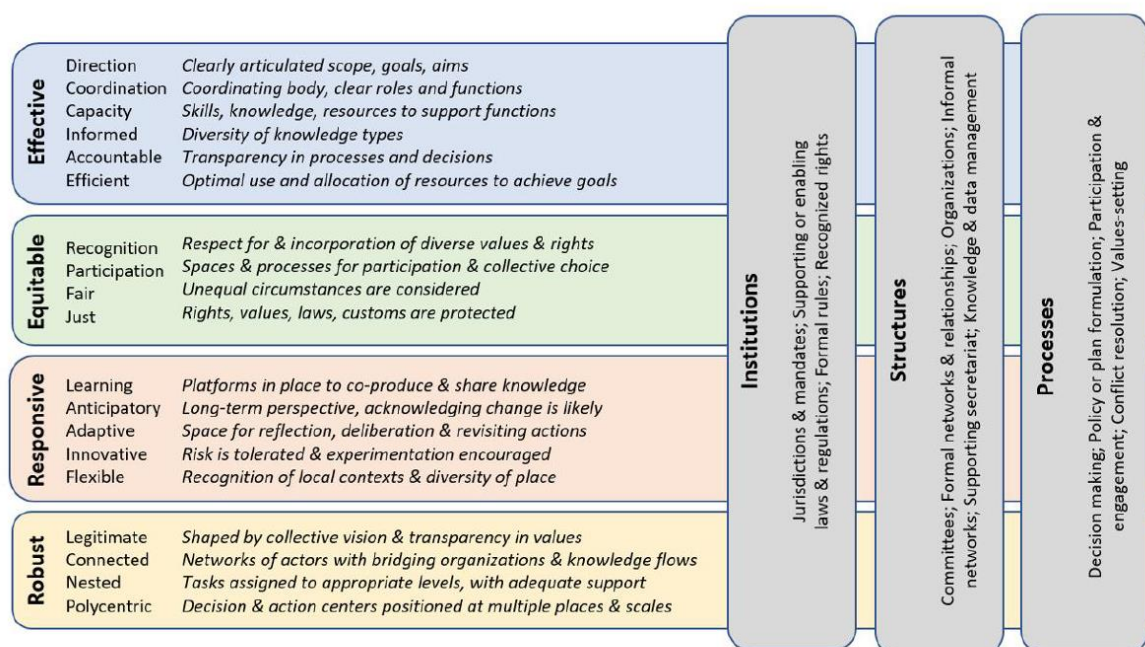 Effective
Direction Clearly articulated scope, goals, aims
Coordination Coordinating body, clear roles and functions
Capacity Skills, knowledge, resources to support functions
Informed Diversity of knowledge types
Accountable Transparency in processes and decisions
Efficient Optimal use and allocation of resources to achieve goals
Equitable
Recognition Respect for & incorporation of diverse values & rights
Participation Spaces & processes for participation & collective choice
Fair Unequal circumstances are considered
Just Rights, values, laws, customs are protected
Responsive
Learning Platforms in place to co-produce & share knowledge
Anticipatory Long-term perspective, acknowledging change is likely
Adaptive Space for reflection, deliberation & revisiting actions
Innovative Risk is tolerated & experimentation encouraged
Flexible Recognition of local contexts & diversity of place
Robust
Legitimate Shaped by collective vision & transparency in values
Connected Networks of actors with bridging organizations & knowledge flows
Nested Tasks assigned to appropriate levels, with adequate support
Polycentric Decision & action centers positioned at multiple places & scales
Institutions
Jurisdictions & mandates; Supporting or enabling
laws & regulations; Formal rules; Recognized rights
Structures
Committees; Formal networks & relationships; Organizations; Informal
networks; Supporting secretariat; Knowledge & data management
Processes
Decision making; Policy or plan formulation; Participation &
engagement; Conflict resolution; Values-setting